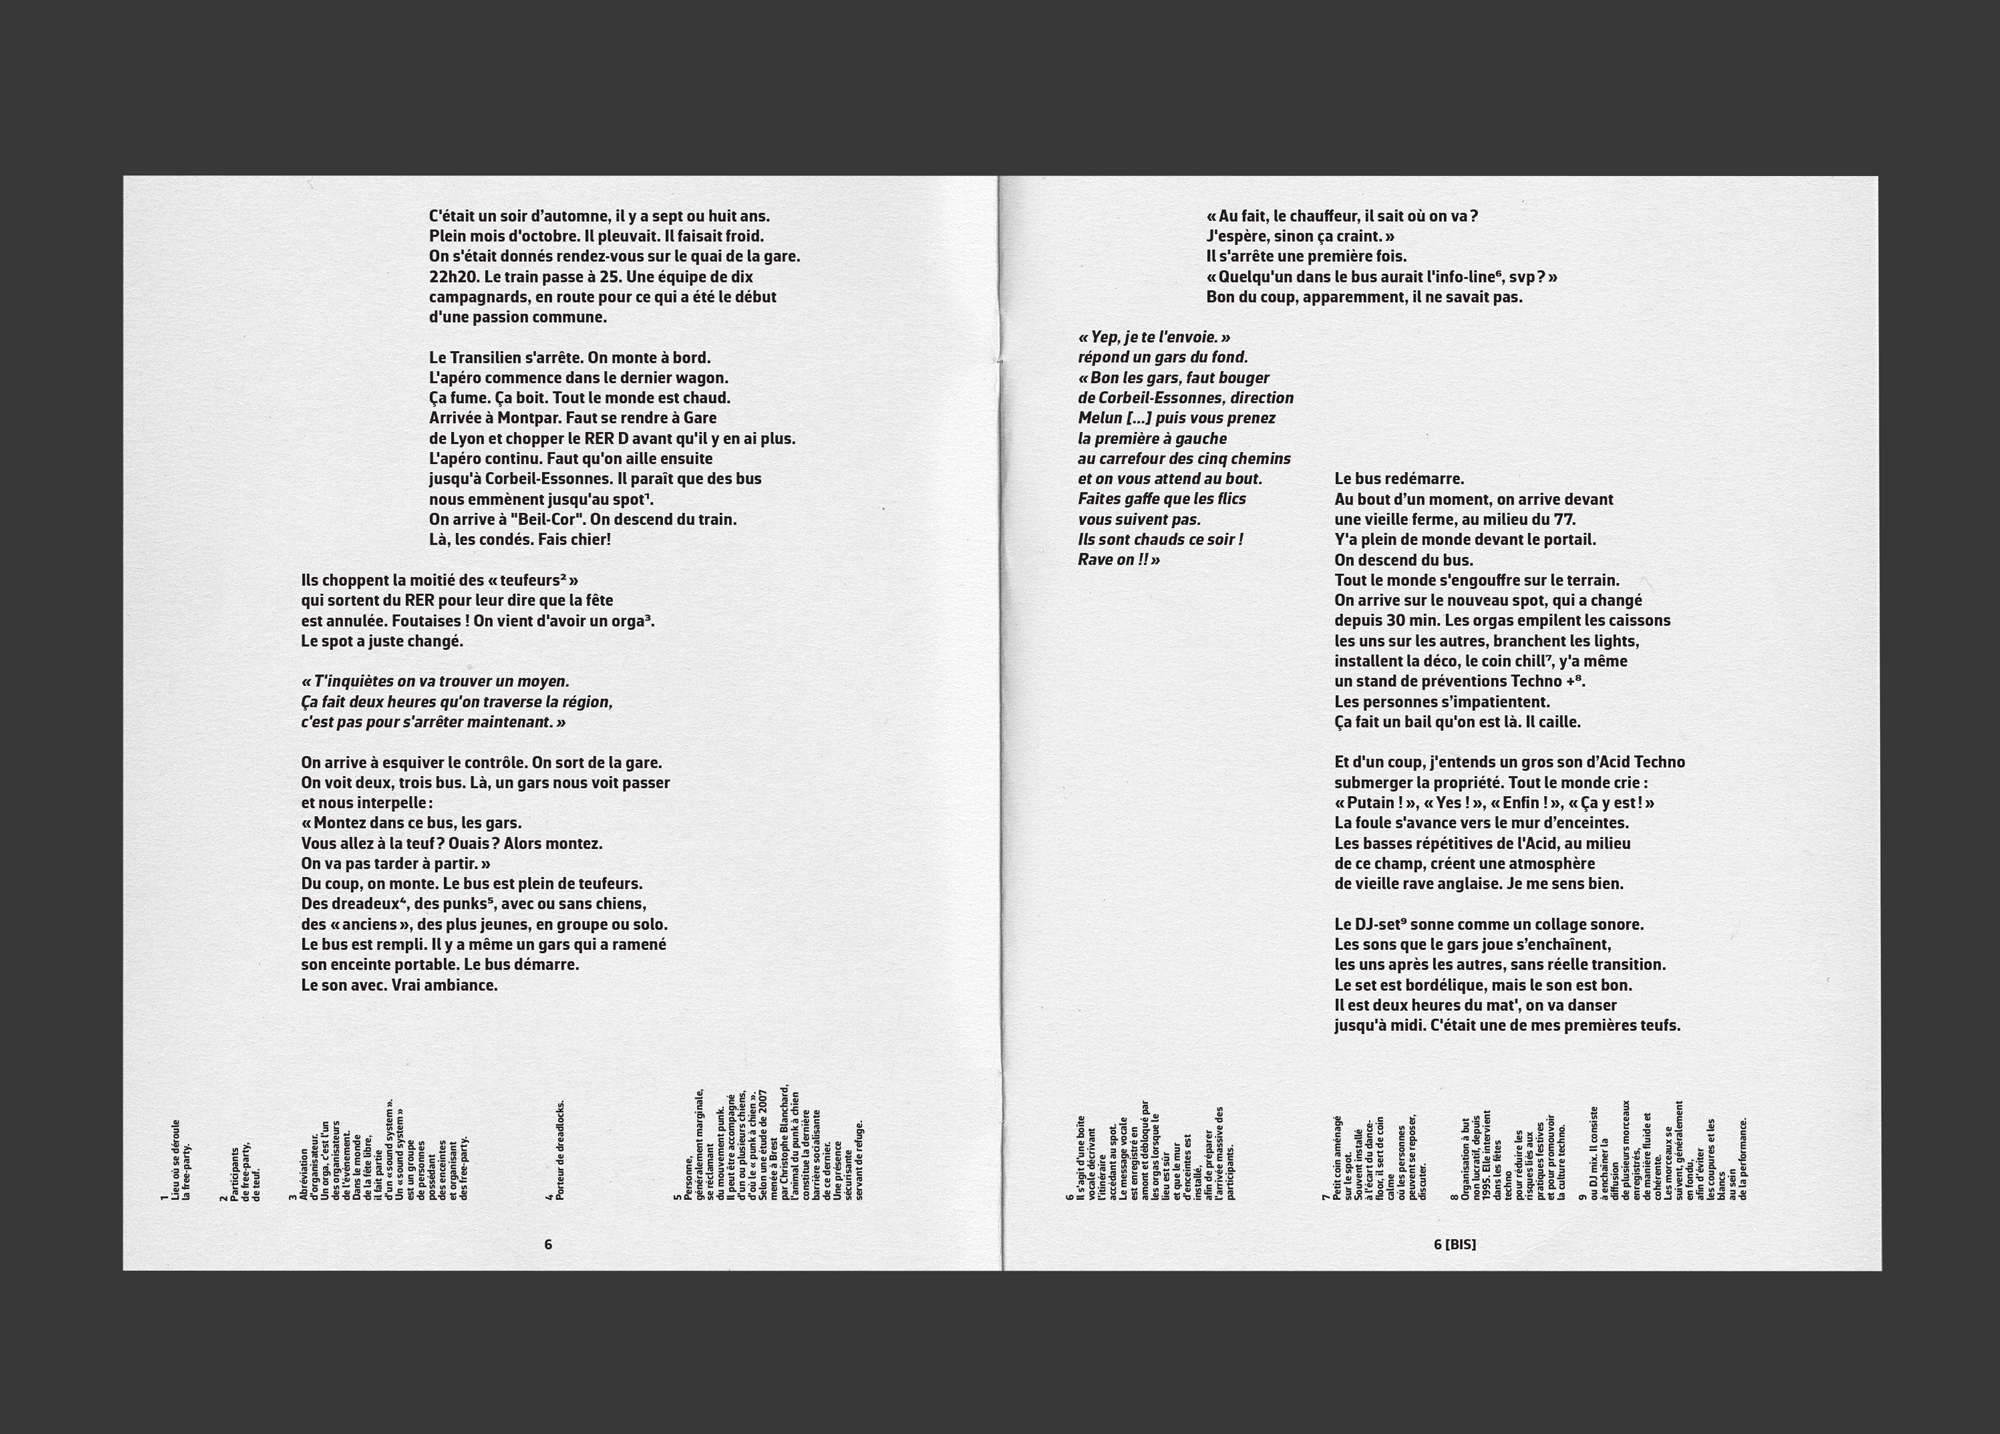 C'était un soir d’automne, il y a sept ou huit ans.
Plein mois d'octobre. Il pleuvait. Il faisait froid.
On s'était donnés rendez-vous sur le quai de la gare.
22h20. Le train passe à 25. Une équipe de dix
campagnards, en route pour ce qui a été le début
d'une passion commune.
Le Transilien s'arrête. On monte à bord.
L'apéro commence dans le dernier wagon.
Ça fume. Ça boit. Tout le monde est chaud.
Arrivée à Montpar. Faut se rendre à Gare
de Lyon et chopper le RER D avant qu'il y en ai plus.
L'apéro continu. Faut qu'on aille ensuite
jusqu'à Corbeil-Essonnes. Il paraît que des bus
nous emmènent jusqu'au spot¹.
On arrive à "Beil-Cor". On descend du train.
Là, les condés. Fais chier!
Ils choppent la moitié des « teufeurs² »
qui sortent du RER pour leur dire que la fête
est annulée. Foutaises ! On vient d'avoir un orga³.
Le spot a juste changé.
« T'inquiètes on va trouver un moyen.
Ça fait deux heures qu'on traverse la région,
c'est pas pour s'arrêter maintenant. »
On arrive à esquiver le contrôle. On sort de la gare.
On voit deux, trois bus. Là, un gars nous voit passer
et nous interpelle :
« Montez dans ce bus, les gars.
Vous allez à la teuf ? Ouais ? Alors montez.
On va pas tarder à partir. »
Du coup, on monte. Le bus est plein de teufeurs.
Des dreadeux⁴, des punks⁵, avec ou sans chiens,
des « anciens », des plus jeunes, en groupe ou solo.
Le bus est rempli. Il y a même un gars qui a ramené
son enceinte portable. Le bus démarre.
Le son avec. Vrai ambiance.
1
Lieu ou se déroule
la free-party.
2
Participants
de free-party,
de teuf.
3
Abréviation
d'organisateur.
Un orga, c'est l'un
des organisateurs
de l'événement.
Dans le monde
de la fête libre,
il fait partie
d'un « sound system ».
Un « sound system »
est un groupe
de personnes
possédant
des enceintes
et organisant
des free-party.
4
Porteur de dreadlocks.
5
Personne,
généralement marginale,
se réclamant
du mouvement punk.
Il peut être accompagné
d'un ou plusieurs chiens,
d'où le « punk à chien ».
Selon une étude de 2007
menée à Brest
par Christophe Blanchard,
l'animal du punk à chien
constitue la dernière
barrière socialisante
de ce dernier.
Une présence
sécurisante
servant de refuge.
6
« Au fait, le chauffeur, il sait où on va ?
J'espère, sinon ça craint. »
Il s'arrête une première fois.
« Quelqu'un dans le bus aurait l'info-line⁶, svp ? »
Bon du coup, apparemment, il ne savait pas.
« Yep, je te l'envoie. »
répond un gars du fond.
« Bon les gars, faut bouger
de Corbeil-Essonnes, direction
Melun [...] puis vous prenez
la première à gauche
au carrefour des cinq chemins
et on vous attend au bout.
Faites gaffe que les flics
vous suivent pas.
Ils sont chauds ce soir !
Rave on !! »
Le bus redémarre.
Au bout d’un moment, on arrive devant
une vieille ferme, au milieu du 77.
Y'a plein de monde devant le portail.
On descend du bus.
Tout le monde s'engouffre sur le terrain.
On arrive sur le nouveau spot, qui a changé
depuis 30 min. Les orgas empilent les caissons
les uns sur les autres, branchent les lights,
installent la déco, le coin chill⁷, y'a même
un stand de préventions Techno +⁸.
Les personnes s’impatientent.
Ça fait un bail qu'on est là. Il caille.
Et d'un coup, j'entends un gros son d’Acid Techno
submerger la propriété. Tout le monde crie :
« Putain ! », « Yes ! », « Enfin ! », « Ça y est ! »
La foule s'avance vers le mur d’enceintes.
Les basses répétitives de l'Acid, au milieu
de ce champ, créent une atmosphère
de vieille rave anglaise. Je me sens bien.
Le DJ-set⁹ sonne comme un collage sonore.
Les sons que le gars joue s’enchaînent,
les uns après les autres, sans réelle transition.
Le set est bordélique, mais le son est bon.
Il est deux heures du mat', on va danser
jusqu'à midi. C'était une de mes premières teufs.
6
Il s'agit d'une boîte
vocale décrivant
l'itinéraire
accédant au spot.
Le message vocale
est enregistré en
amont et débloqué par
les orgas lorsque le
lieu est sûr
et que le mur
d'enceintes est
installé,
afin de préparer
l'arrivée massive des
participants.
7
Petit coin aménagé
sur le spot.
Souvent installé
à l'écart du dance-
floor, il sert de coin
calme
où les personnes
peuvent se reposer,
discuter.
8
Organisation à but
non lucratif, depuis
1995. Elle intervient
dans les fêtes
techno
pour réduire les
risques liés aux
pratiques festives
et pour promouvoir
la culture techno.
9
ou DJ mix. Il consiste
à enchaîner la
diffusion
de plusieurs morceaux
enregistrés,
de manière fluide et
cohérente.
Les morceaux se
suivent, généralement
en fondu,
afin d'éviter
les coupures et les
blancs
au sein
de la performance.
6 [BIS]